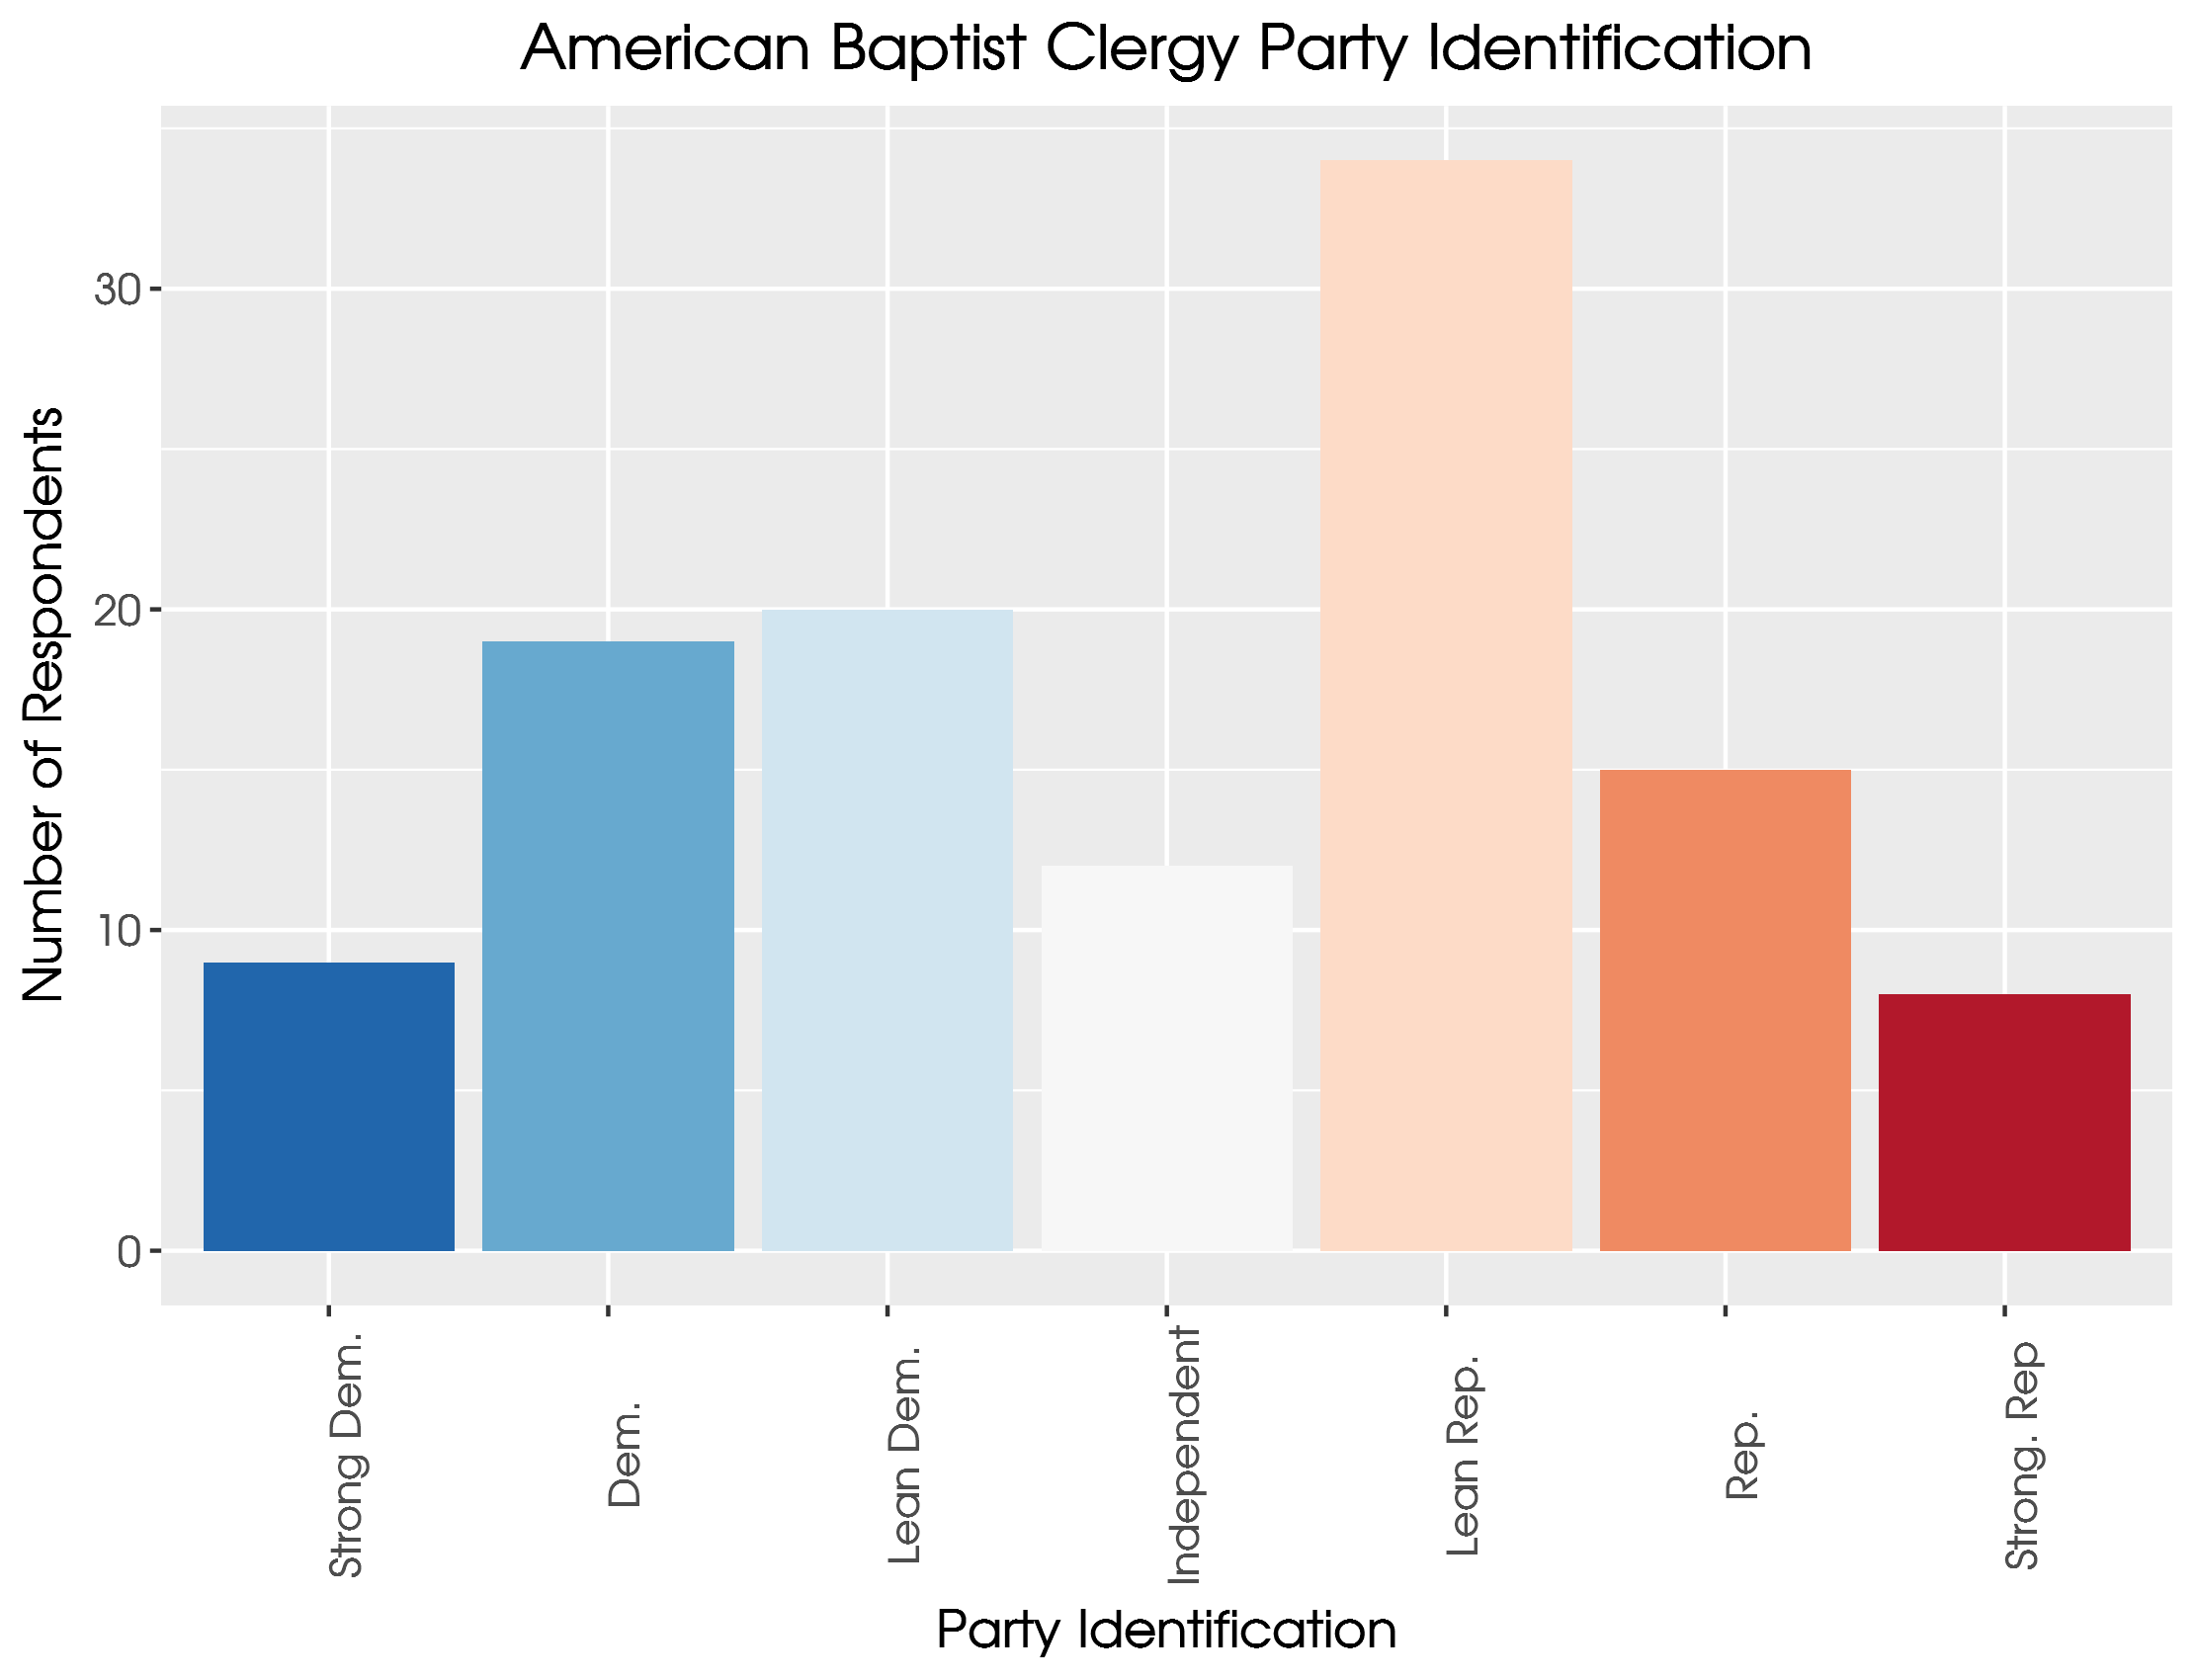 American Baptist Clergy Party Identification
Number of Respondents
30
20
10
0
Strong Dem.
Dem.
Lean Dem.
Independent
Lean Rep.
Rep.
Strong. Rep
Party Identification